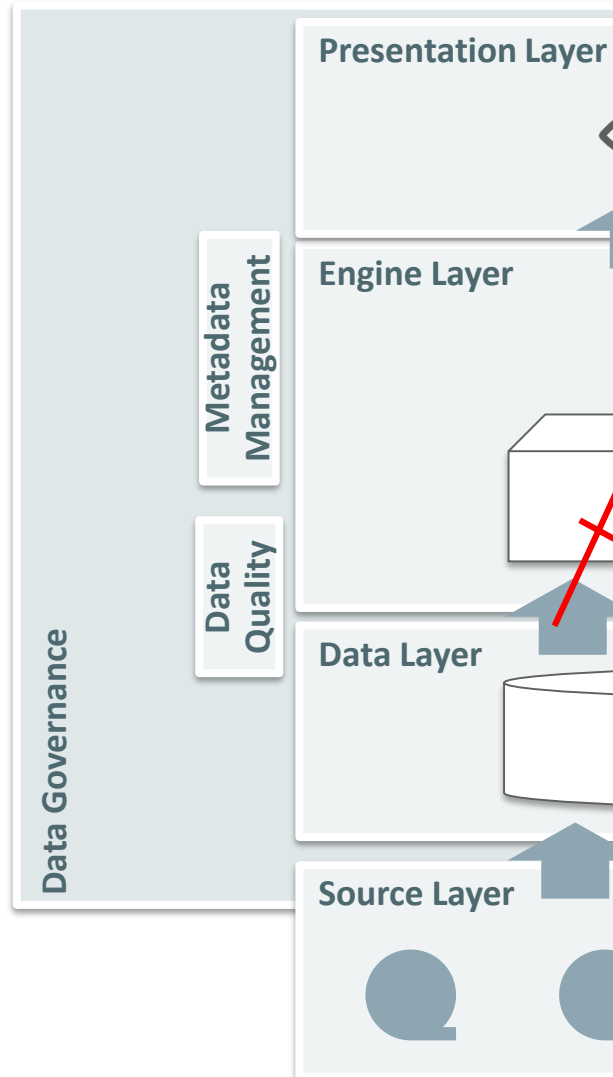 Presentation Layer
Engine Layer
Metadata
Management
Data
Quality
Data Layer
Data Governance
Source Layer